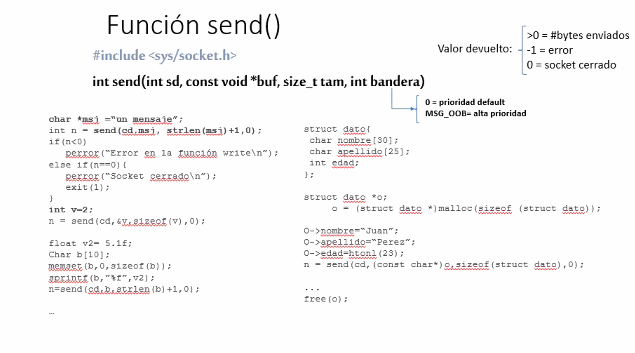 Función send()
#include <sys/socket.h>
Valor devuelto:
>0 = #bytes enviados
-1 = error
0 = socket cerrado
int send(int sd, const void *buf, size_t tam, int bandera)
0 = prioridad default
MSG_OOB= alta prioridad
char *msj ="un mensaje";
int n = send(cd,msj, strlen(msj)+1,0);
if(n<0)
perror("Error en la función write\n");
else if(n==0){
perror("Socket cerrado\n");
exit(1);
}
int v=2;
n = send(cd,&v,sizeof(v),0);
float v2= 5.1f;
Char b[10];
memset(b,0,sizeof(b));
sprintf(b,"%f",v2);
n=send(cd,b,strlen(b)+1,0);
…
struct dato{
char nombre[30];
char apellido[25];
int edad;
};
struct dato *o;
o = (struct dato *)malloc(sizeof (struct dato));
O->nombre="Juan";
O->apellido="Perez";
O->edad=htonl(23);
n = send(cd,(const char*)o,sizeof(struct dato),0);
...
free(o);